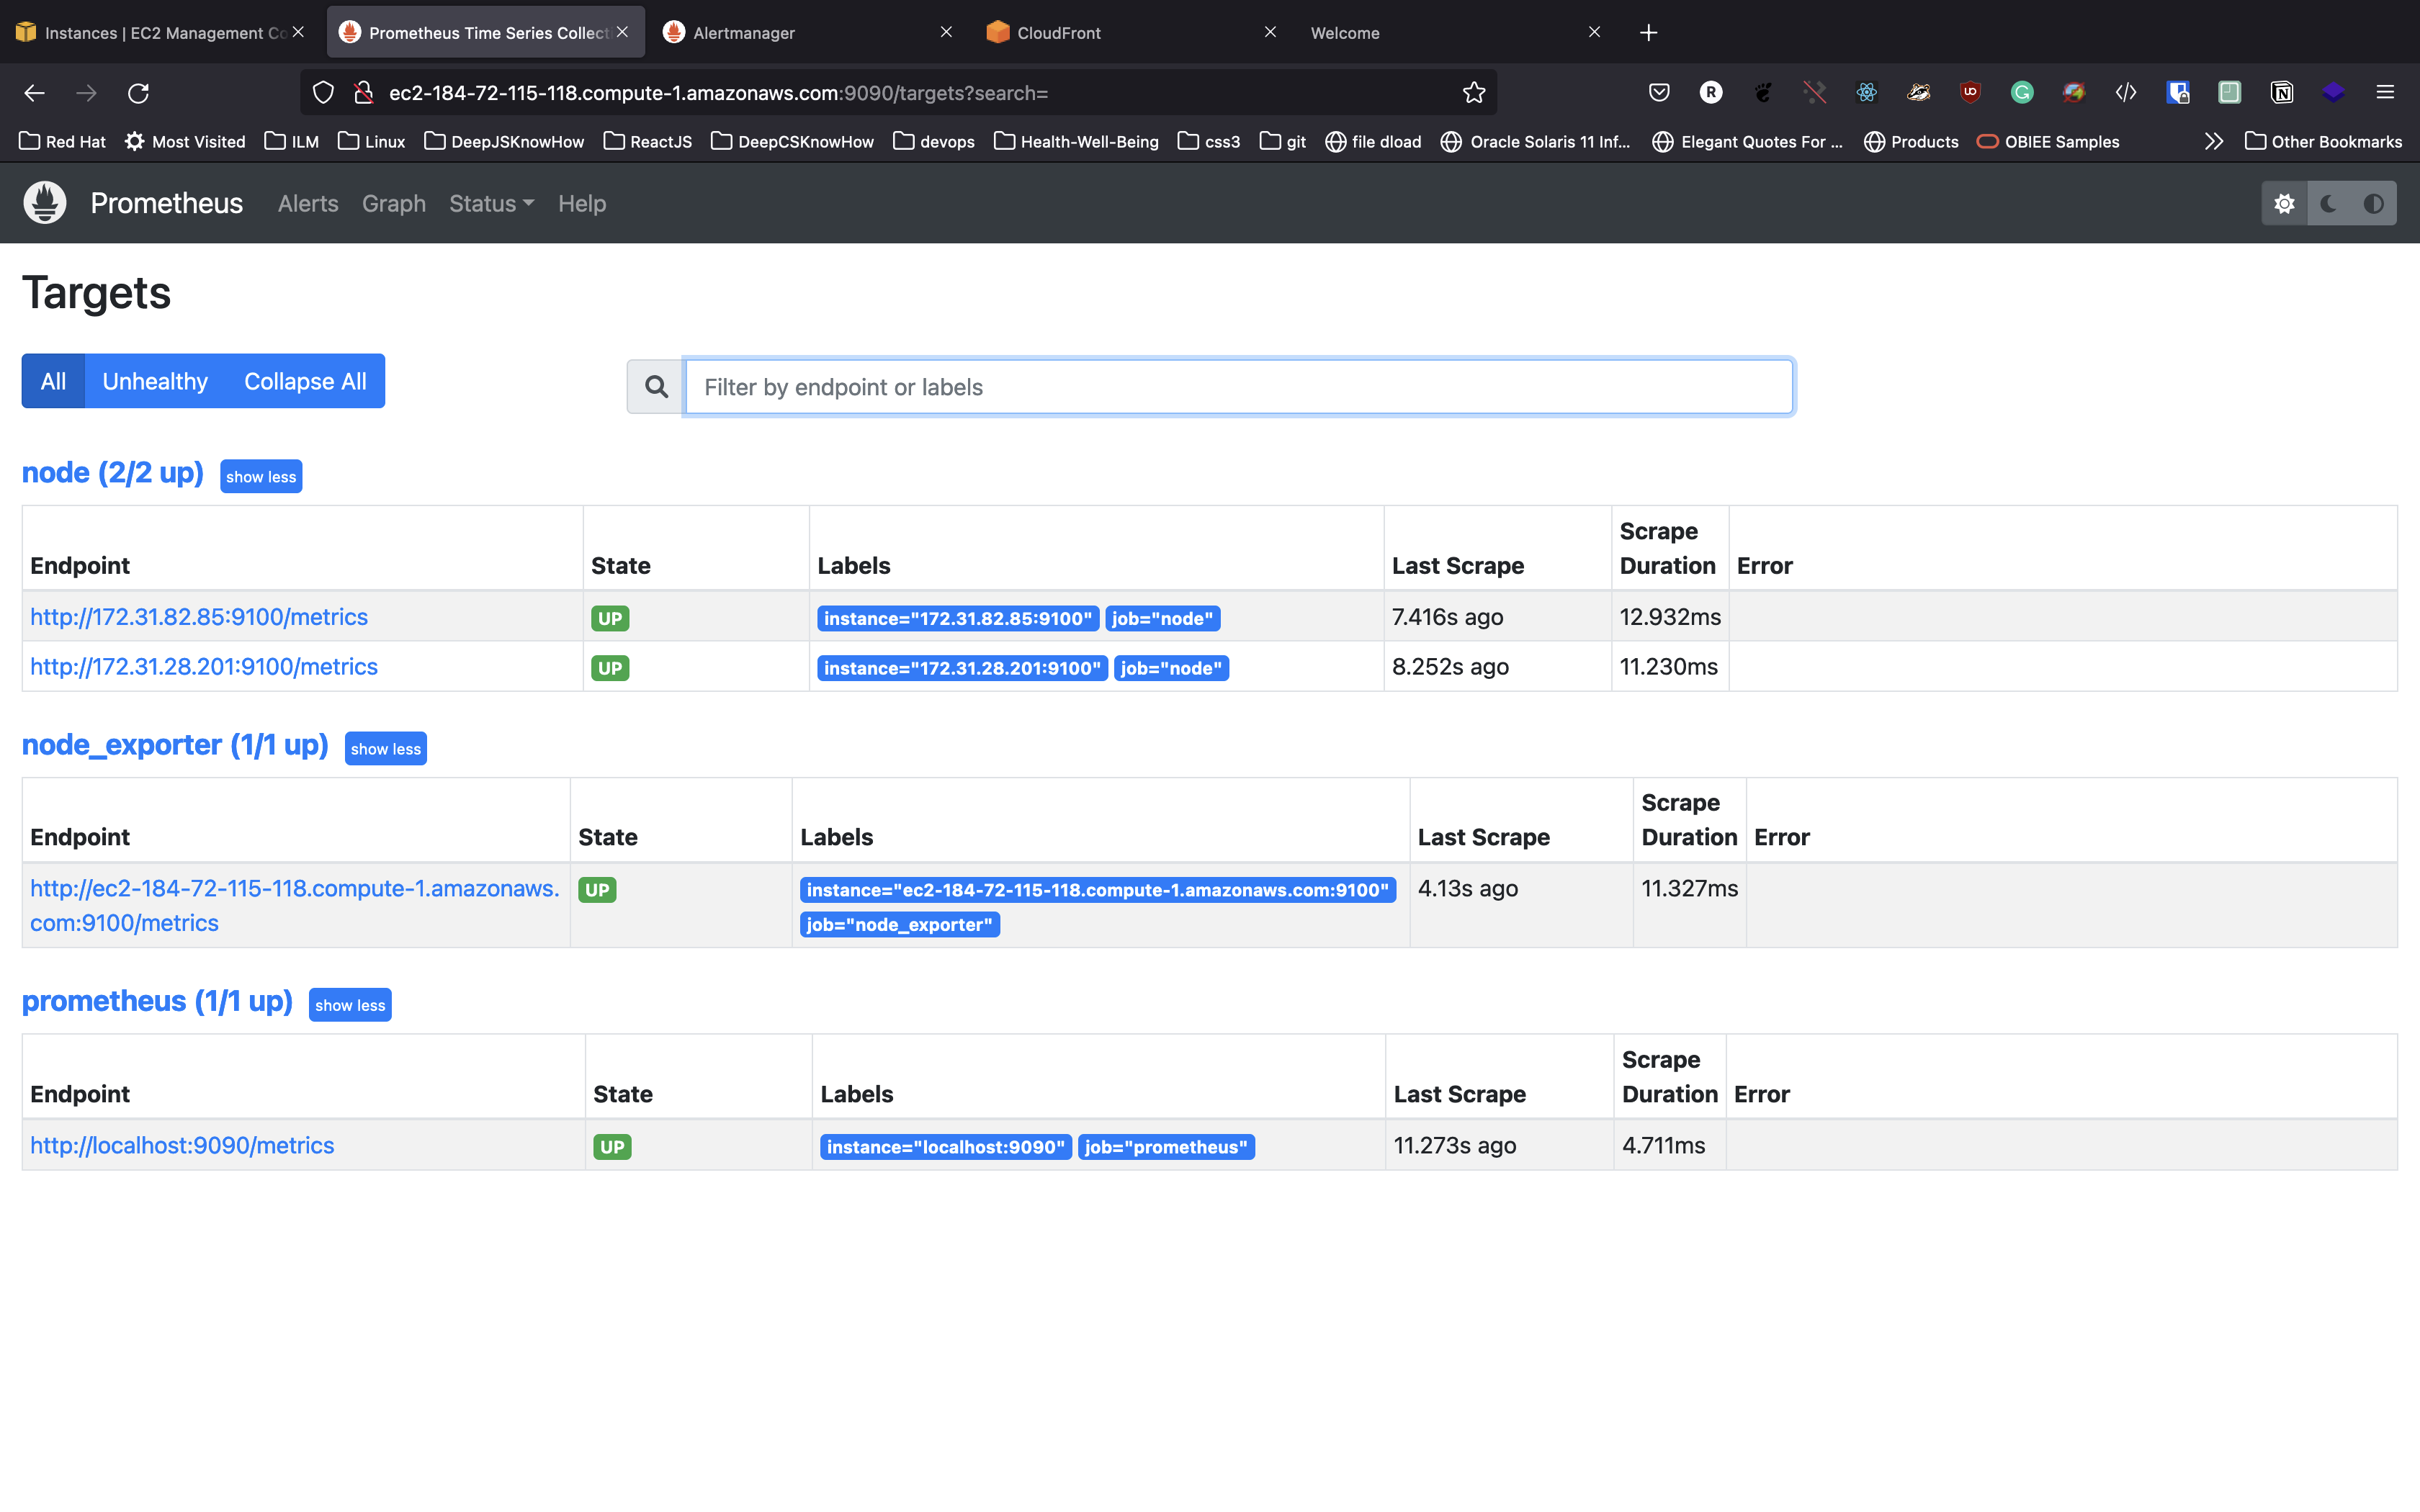 Instances | EC2 Management Co
Prometheus Time Series Collect
Alertmanager
CloudFront
Welcome
ec2-184-72-115-118.compute-1.amazonaws.com:9090/targets?search=
Red Hat Most Visited ILM Linux DeepJSKnowHow ReactJS DeepCSKnowHow devops Health-Well-Being css3 git file dload Oracle Solaris 11 Inf... Elegant Quotes For ... Products OBIEE Samples Other Bookmarks
Prometheus Alerts Graph Status Help
Targets
All Unhealthy Collapse All
Filter by endpoint or labels
node (2/2 up) show less
Endpoint State Labels Last Scrape Scrape Duration Error
http://172.31.82.85:9100/metrics UP instance="172.31.82.85:9100" job="node" 7.416s ago 12.932ms
http://172.31.28.201:9100/metrics UP instance="172.31.28.201:9100" job="node" 8.252s ago 11.230ms
node_exporter (1/1 up) show less
Endpoint State Labels Last Scrape Scrape Duration Error
http://ec2-184-72-115-118.compute-1.amazonaws. UP instance="ec2-184-72-115-118.compute-1.amazonaws.com:9100" 4.13s ago 11.327ms
com:9100/metrics job="node_exporter"
prometheus (1/1 up) show less
Endpoint State Labels Last Scrape Scrape Duration Error
http://localhost:9090/metrics UP instance="localhost:9090" job="prometheus" 11.273s ago 4.711ms